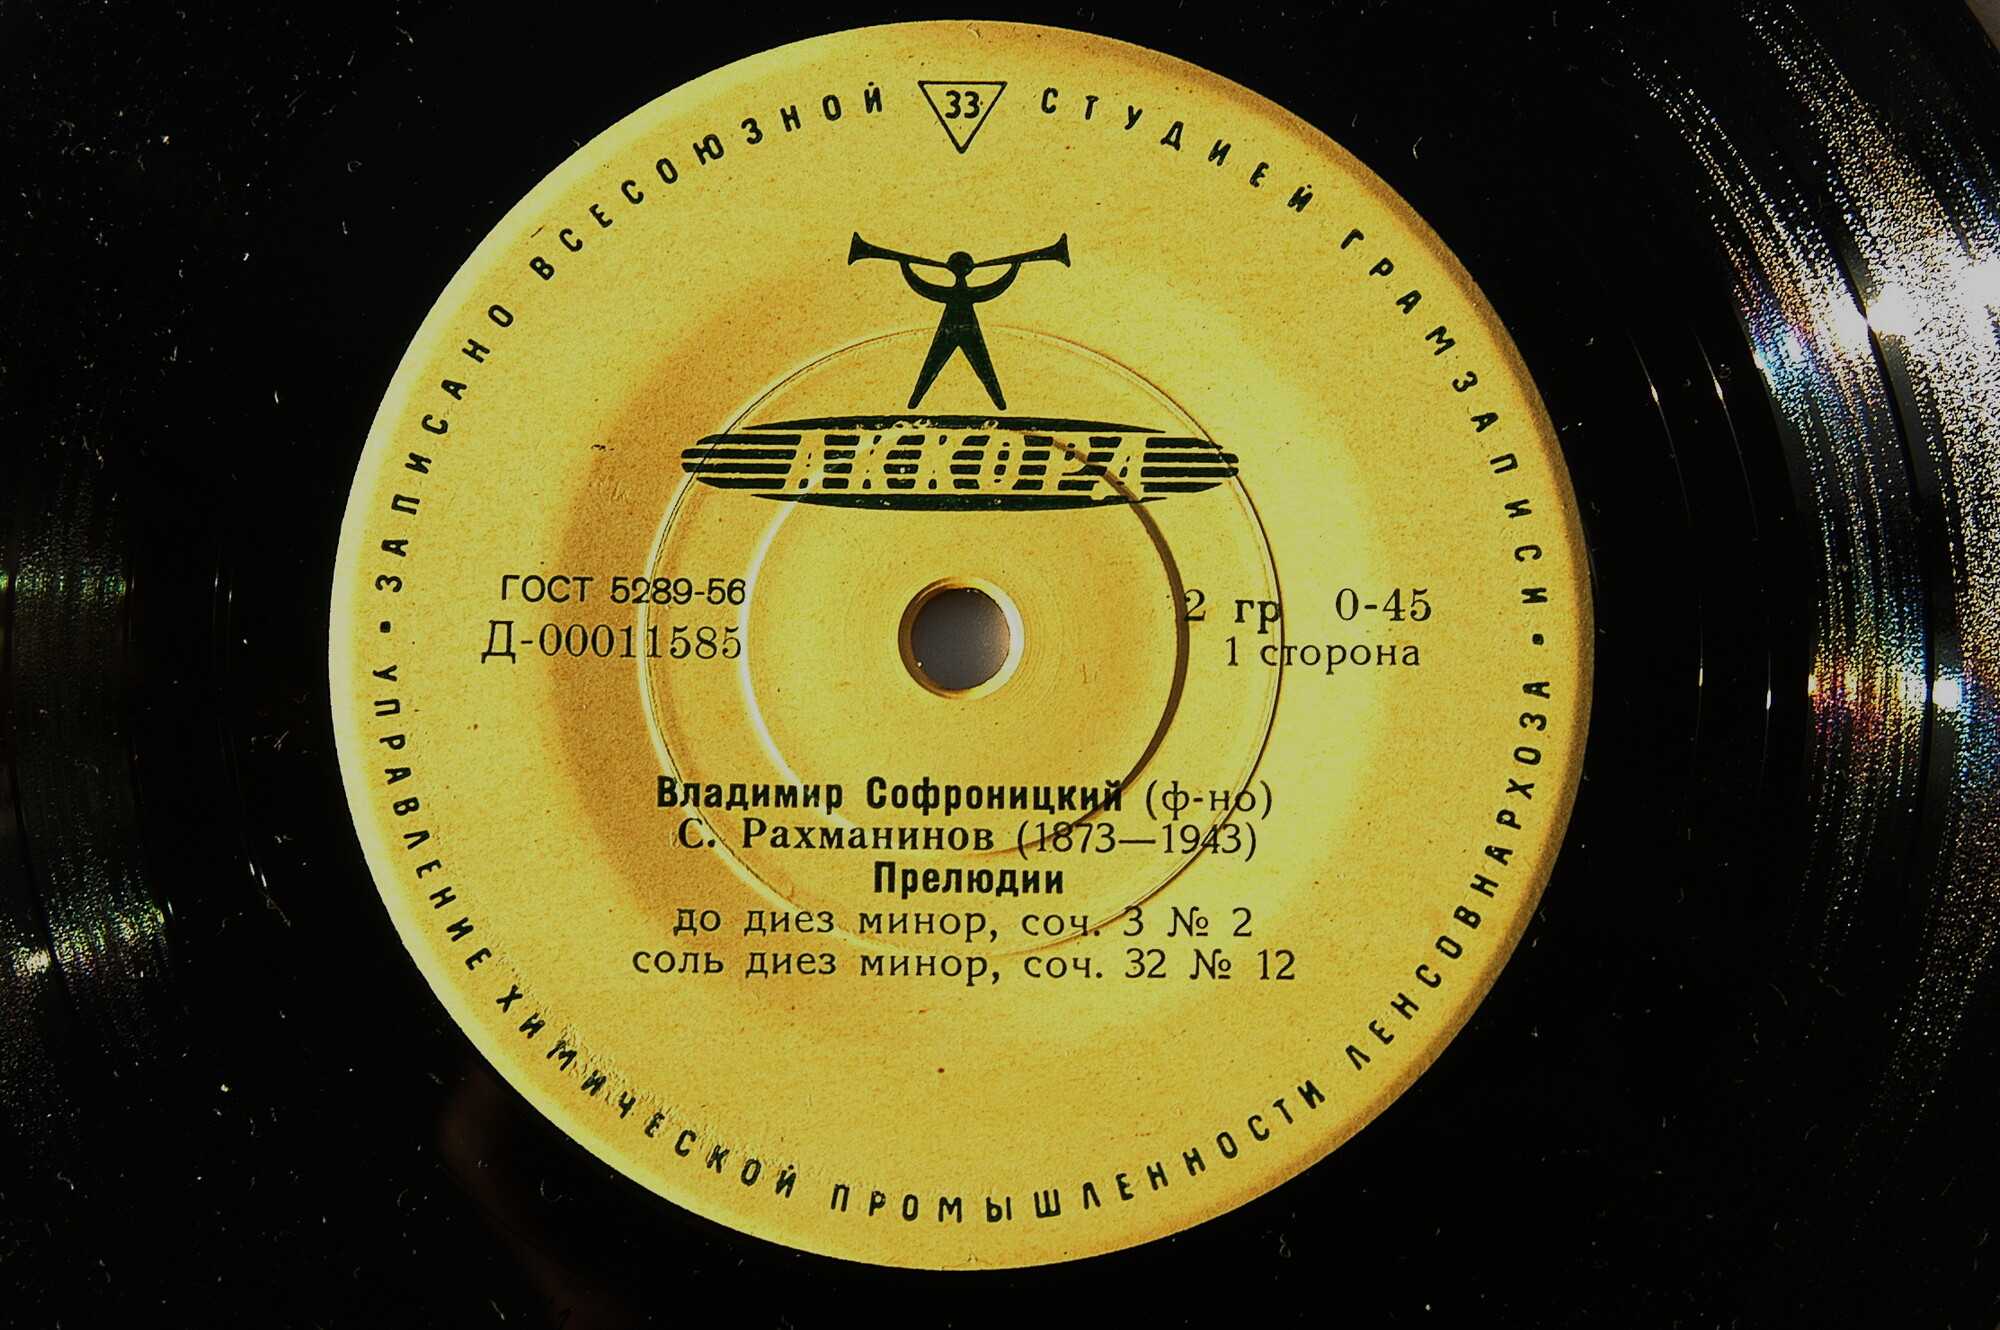 ЗАПИСАНО ВСЕСОЮЗНОЙ 33 СТУДИЕЙ ГРАМЗАПИСИ •
АККОРД
ГОСТ 5289-56
Д-00011585
2 гр 0-45
1 сторона
Владимир Софроницкий (ф-но)
С. Рахманинов (1873—1943)
Прелюдии
до диез минор, соч. 3 № 2
соль диез минор, соч. 32 № 12
УПРАВЛЕНИЕ ХИМИЧЕСКОЙ ПРОМЫШЛЕННОСТИ ЛЕНСОВНАРХОЗА •